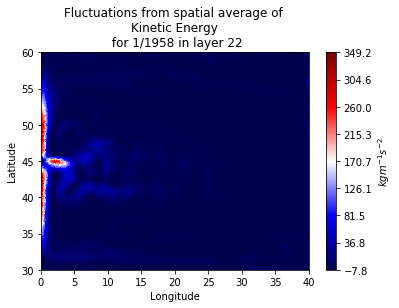 Fluctuations from spatial average of
Kinetic Energy
for 1/1958 in layer 22
60
55
50
45
40
35
30
Latitude
0 5 10 15 20 25 30 35 40
Longitude
349.2
304.6
260.0
215.3
170.7
126.1
81.5
36.8
−7.8
kgm⁻¹s⁻²